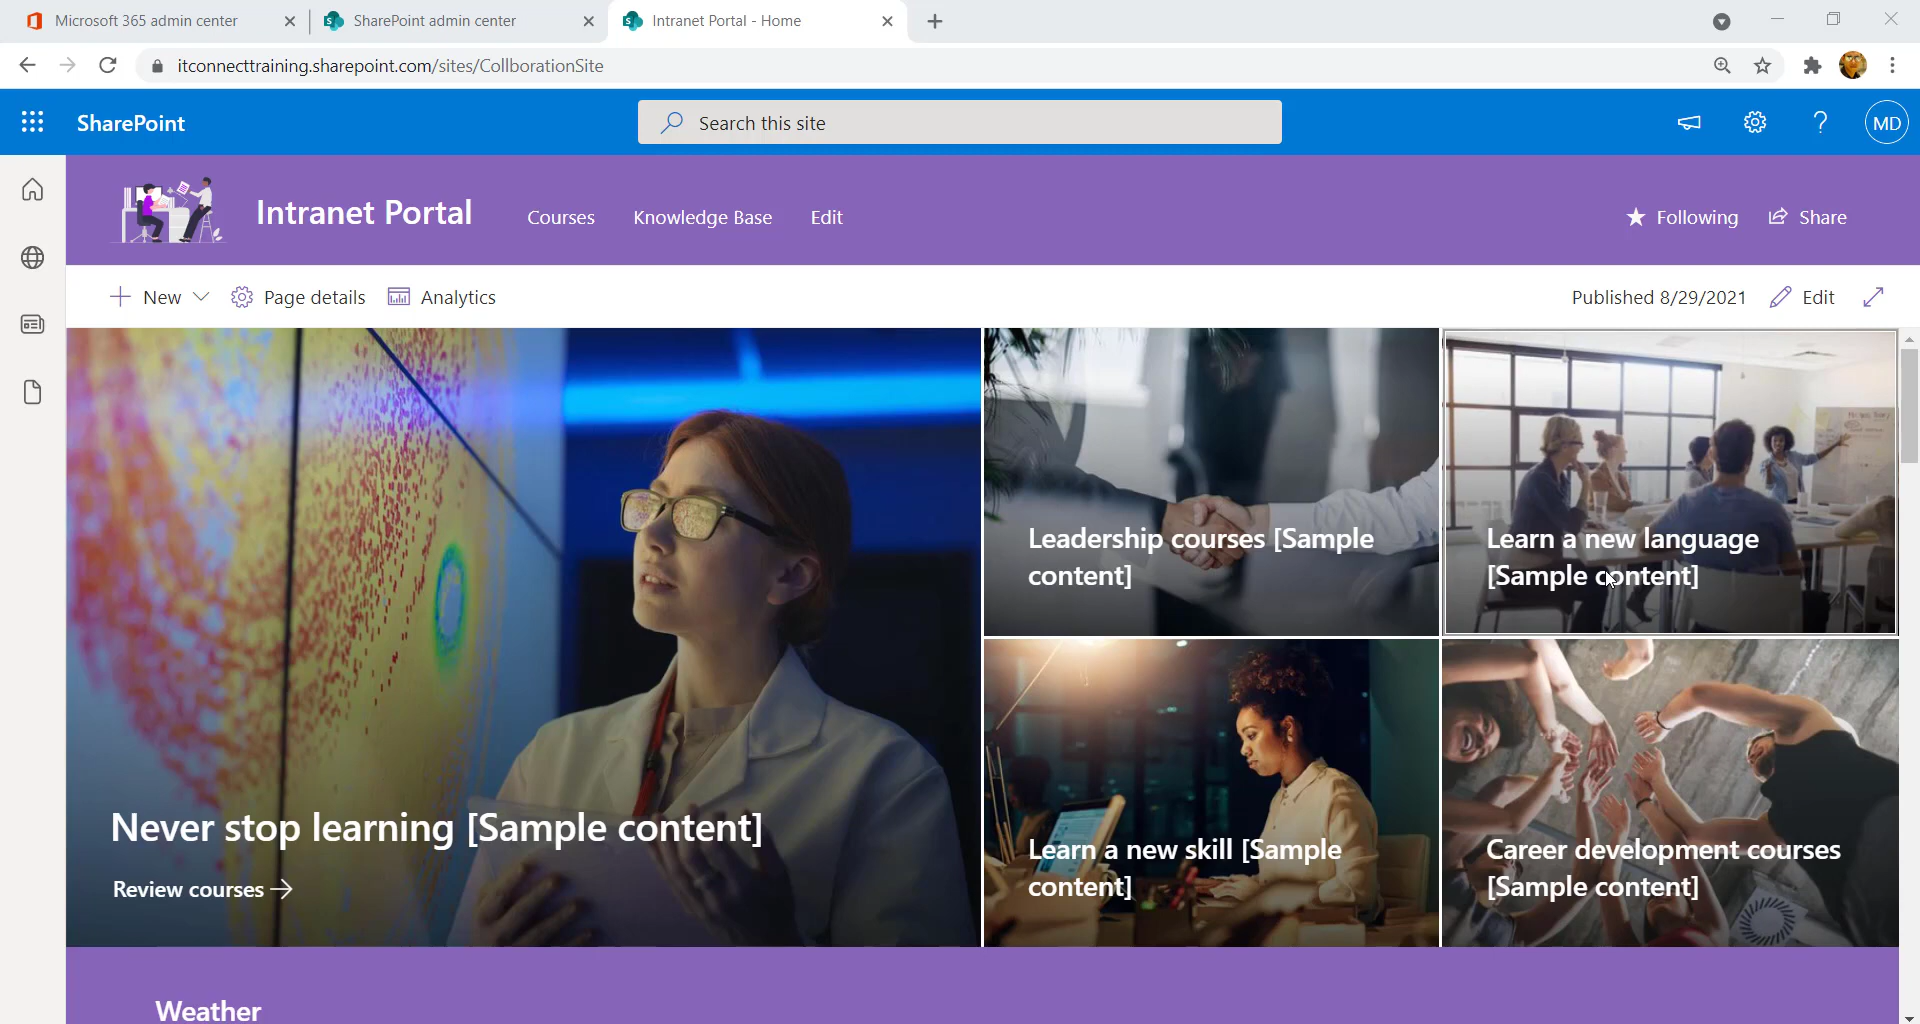 Microsoft 365 admin center
SharePoint admin center
Intranet Portal - Home
itconnecttraining.sharepoint.com/sites/CollborationSite
SharePoint
Search this site
MD
Intranet Portal
Courses
Knowledge Base
Edit
Following
Share
New
Page details
Analytics
Published 8/29/2021
Edit
Leadership courses [Sample
content]
Learn a new language
[Sample content]
Never stop learning [Sample content]
Review courses
Learn a new skill [Sample
content]
Career development courses
[Sample content]
Weather